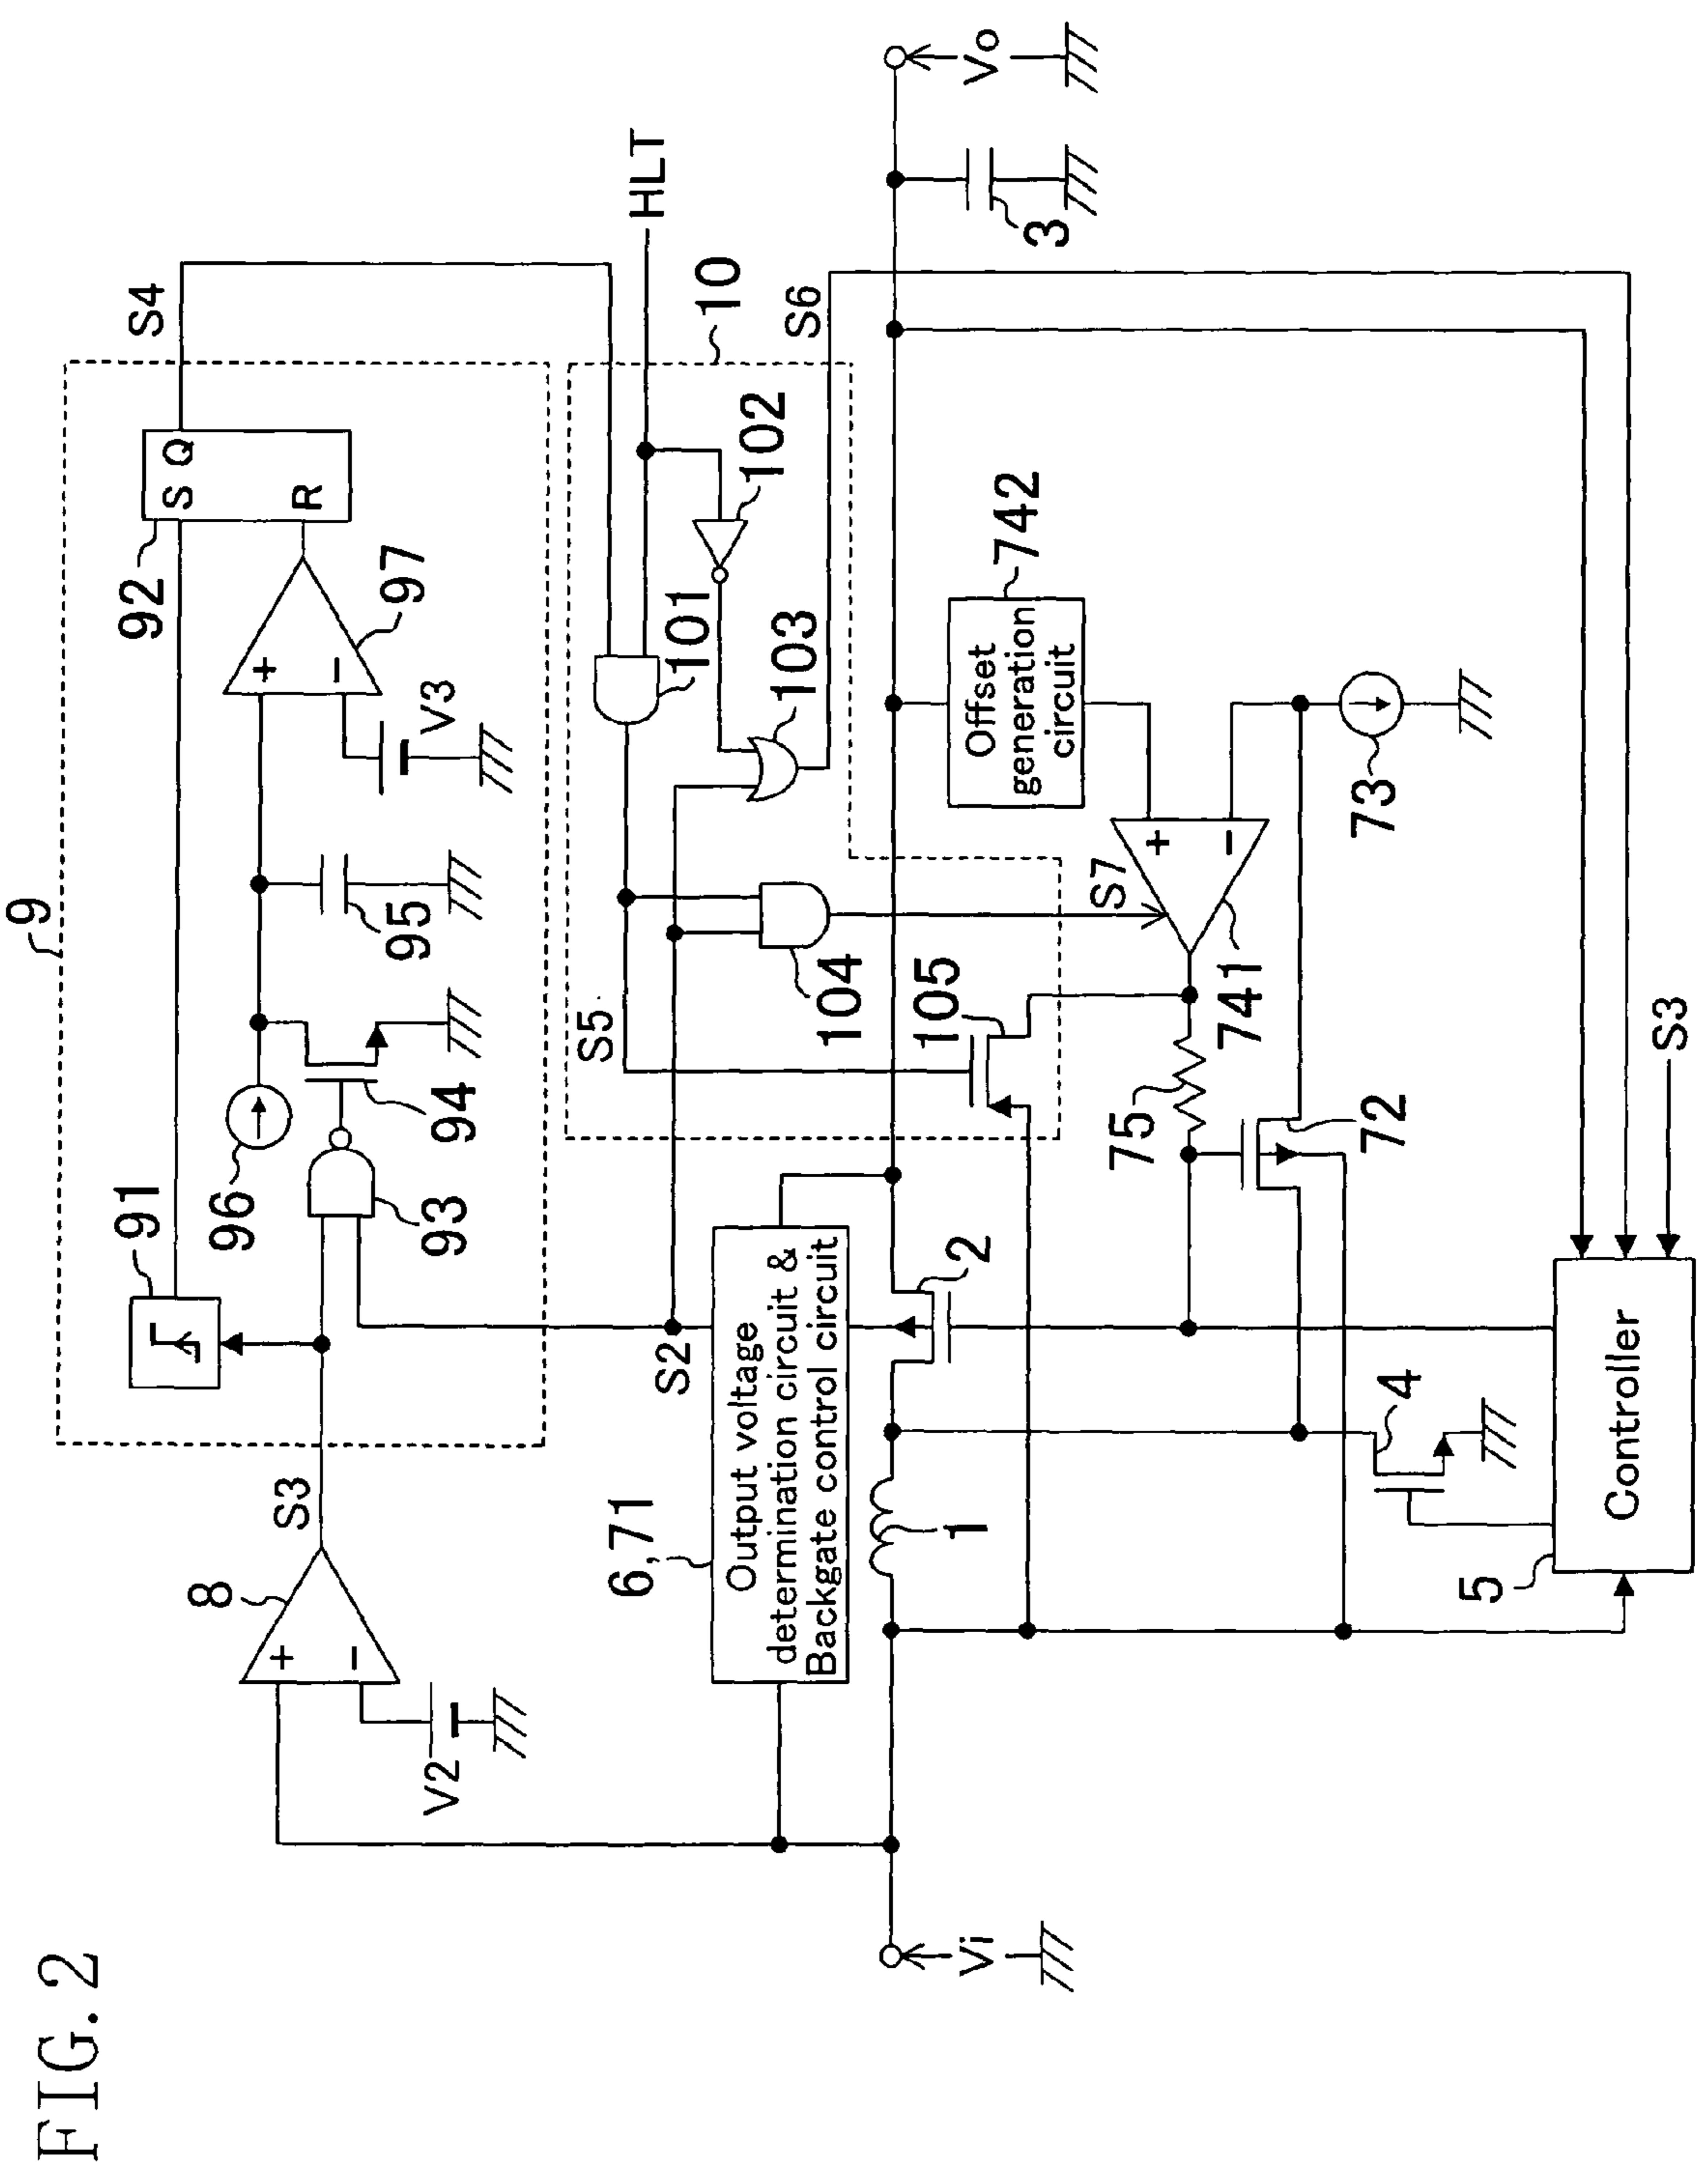 FIG. 2
9
91
92
S Q
R
S4
93
94
95
96
97
+
−
V3
8
+
−
V2
S3
HLT
10
101
102
103
104
105
S5
S2
S6
S7
6,71
Output voltage
determination circuit &
Backgate control circuit
Offset
generation
circuit
742
741
+
−
73
75
72
1
2
3
4
5
Controller
S3
Vi
Vo